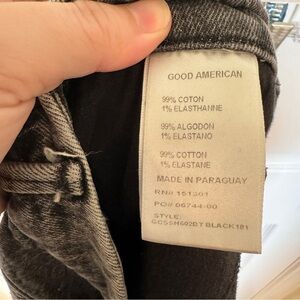 GOOD AMERICAN
99% COTON
1% ELASTHANNE
99% ALGODON
1% ELASTANO
99% COTTON
1% ELASTANE
MADE IN PARAGUAY
RN# 151301
PO# 06744-00
STYLE:
GCSSH602BT BLACK181